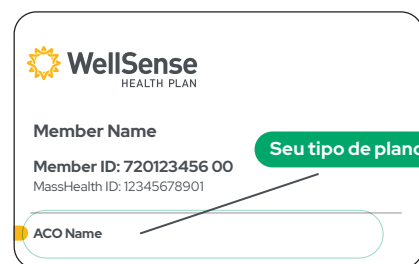 WellSense
HEALTH PLAN
Member Name
Seu tipo de plano
Member ID: 720123456 00
MassHealth ID: 12345678901
ACO Name